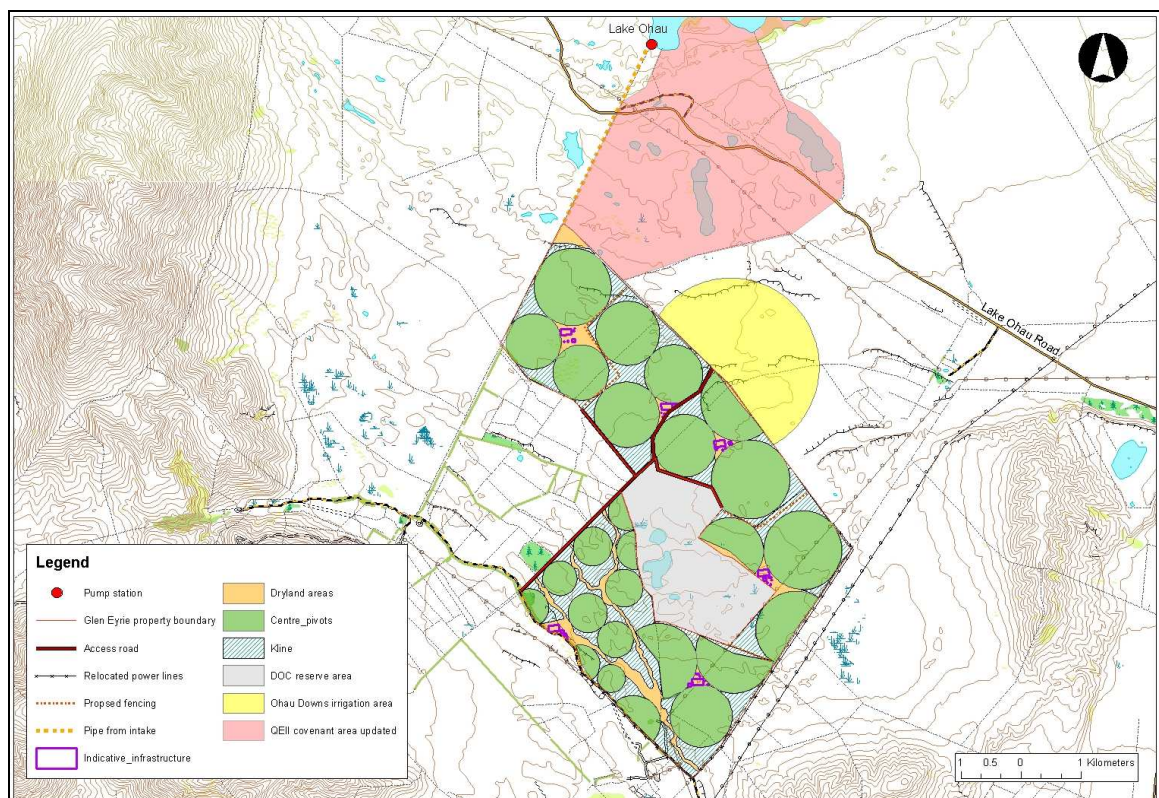 Lake Ohau
Lake Ohau Road
Legend
Pump station
Glen Eyrie property boundary
Access road
Relocated power lines
Propsed fencing
Pipe from intake
Indicative_infrastructure
Dryland areas
Centre_pivots
Kline
DOC reserve area
Ohau Downs irrigation area
QEII covenant area updated
1 0.5 0 1 Kilometers